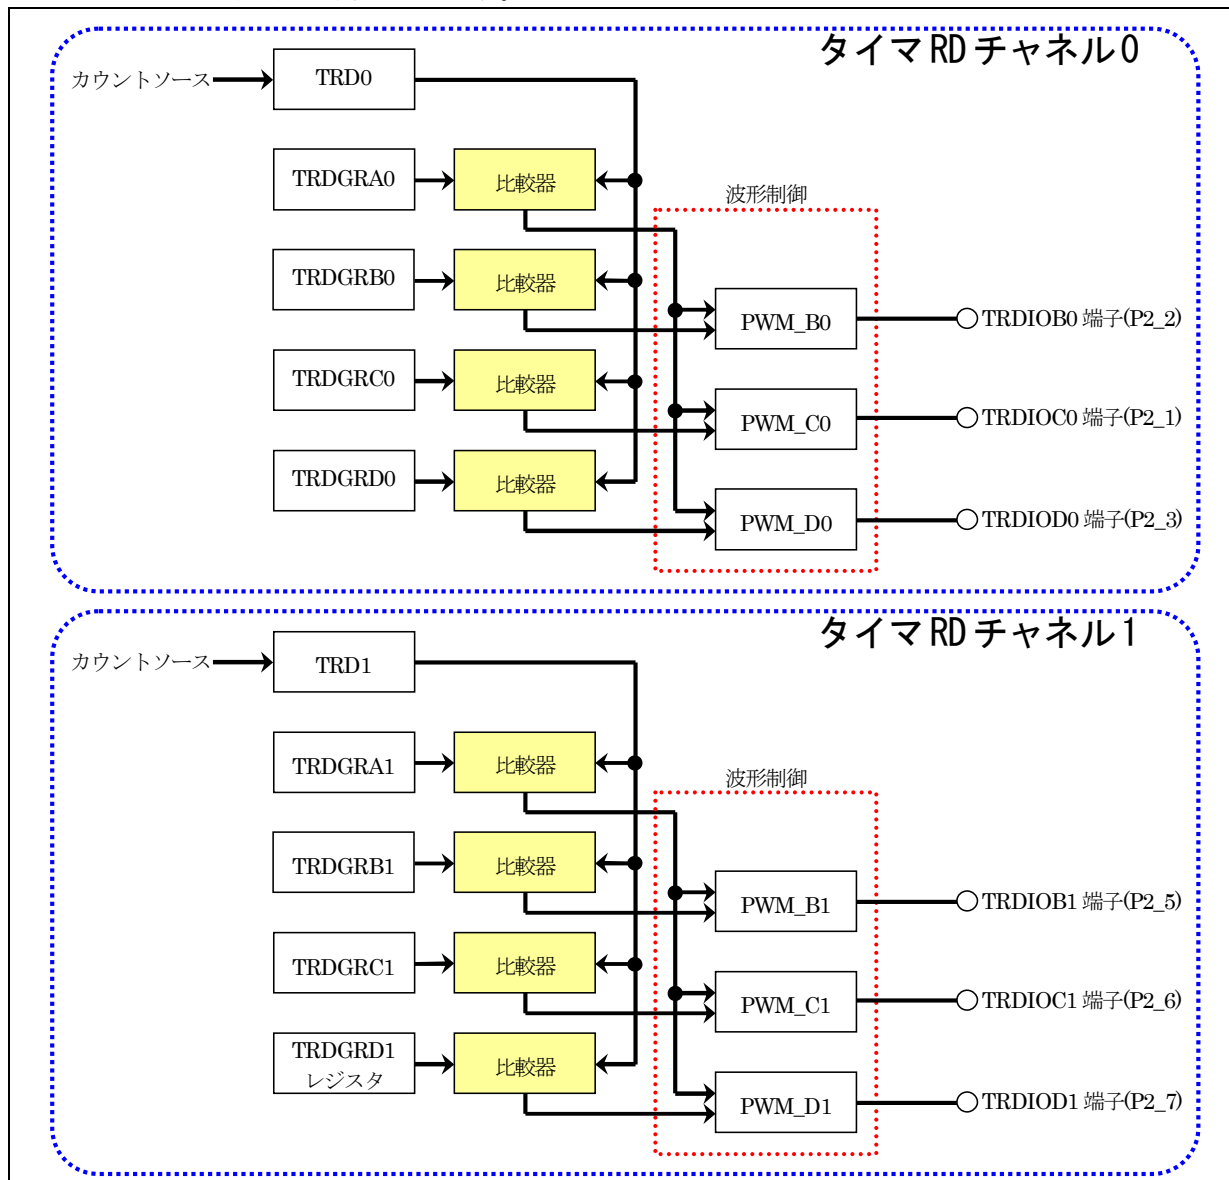 タイマRDチャネル0
カウントソース
TRD0
TRDGRA0
比較器
波形制御
TRDGRB0
比較器
PWM_B0
TRDIOB0 端子(P2_2)
TRDGRC0
比較器
PWM_C0
TRDIOC0 端子(P2_1)
TRDGRD0
比較器
PWM_D0
TRDIOD0 端子(P2_3)
タイマRDチャネル1
カウントソース
TRD1
TRDGRA1
比較器
波形制御
TRDGRB1
比較器
PWM_B1
TRDIOB1 端子(P2_5)
TRDGRC1
比較器
PWM_C1
TRDIOC1 端子(P2_6)
TRDGRD1
レジスタ
比較器
PWM_D1
TRDIOD1 端子(P2_7)